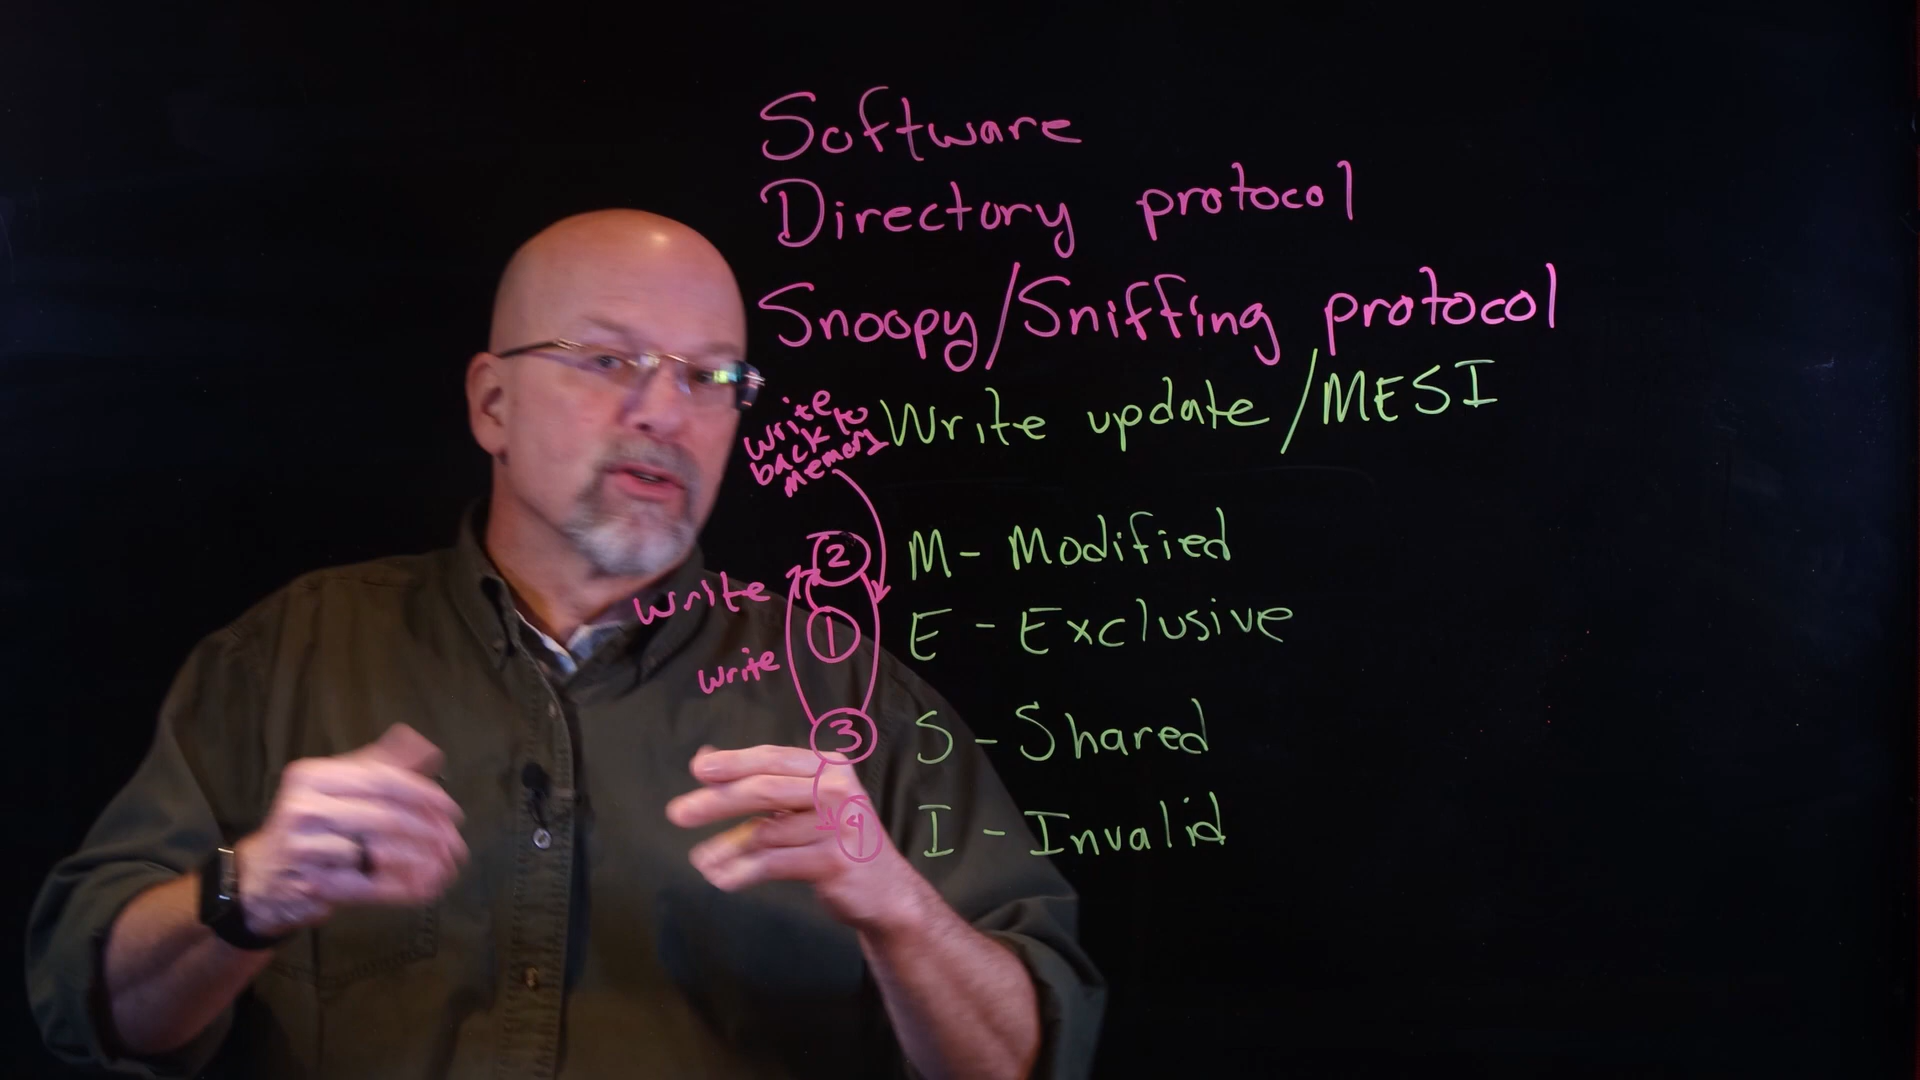 Software
Directory protocol
Snoopy/Sniffing protocol
Write update/MESI
write
back to
memory
2
M - Modified
write
1
E - Exclusive
write
3
S - Shared
4
I - Invalid